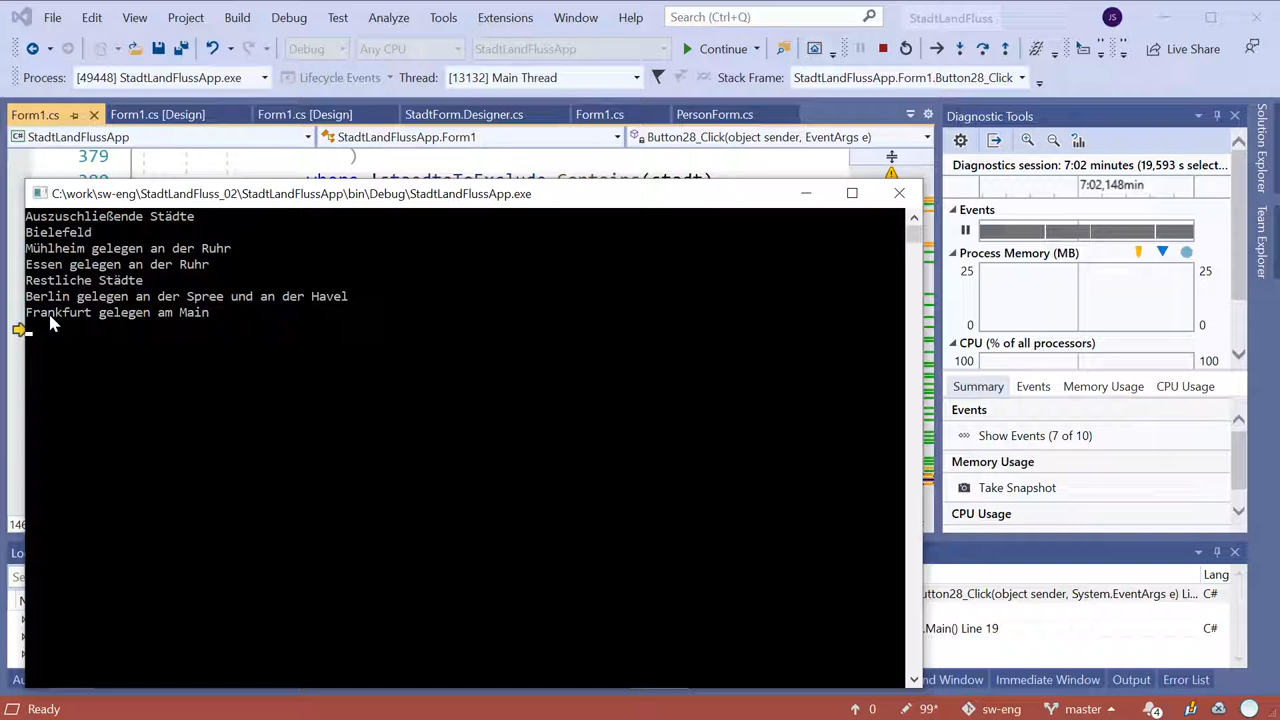 File Edit View Project Build Debug Test Analyze Tools Extensions Window Help Search (Ctrl+Q) StadtLandFluss JS
Debug Any CPU StadtLandFlussApp Continue Live Share
Process: [49448] StadtLandFlussApp.exe Lifecycle Events Thread: [13132] Main Thread Stack Frame: StadtLandFlussApp.Form1.Button28_Click
Form1.cs Form1.cs [Design] Form1.cs [Design] StadtForm.Designer.cs Form1.cs PersonForm.cs
StadtLandFlussApp StadtLandFlussApp.Form1 Button28_Click(object sender, EventArgs e)
379 )
C:\work\sw-eng\StadtLandFluss_02\StadtLandFlussApp\bin\Debug\StadtLandFlussApp.exe
Auszuschließende Städte
Bielefeld
Mühlheim gelegen an der Ruhr
Essen gelegen an der Ruhr
Restliche Städte
Berlin gelegen an der Spree und an der Havel
Frankfurt gelegen am Main
146
Diagnostic Tools
Diagnostics session: 7:02 minutes (19,593 s select...
7:02,148min
Events
Process Memory (MB)
25 25
0 0
CPU (% of all processors)
100 100
Summary Events Memory Usage CPU Usage
Events
Show Events (7 of 10)
Memory Usage
Take Snapshot
CPU Usage
Solution Explorer
Team Explorer
Lang
utton28_Click(object sender, System.EventArgs e) Li... C#
.Main() Line 19 C#
nd Window Immediate Window Output Error List
Ready 0 99* sw-eng master 4